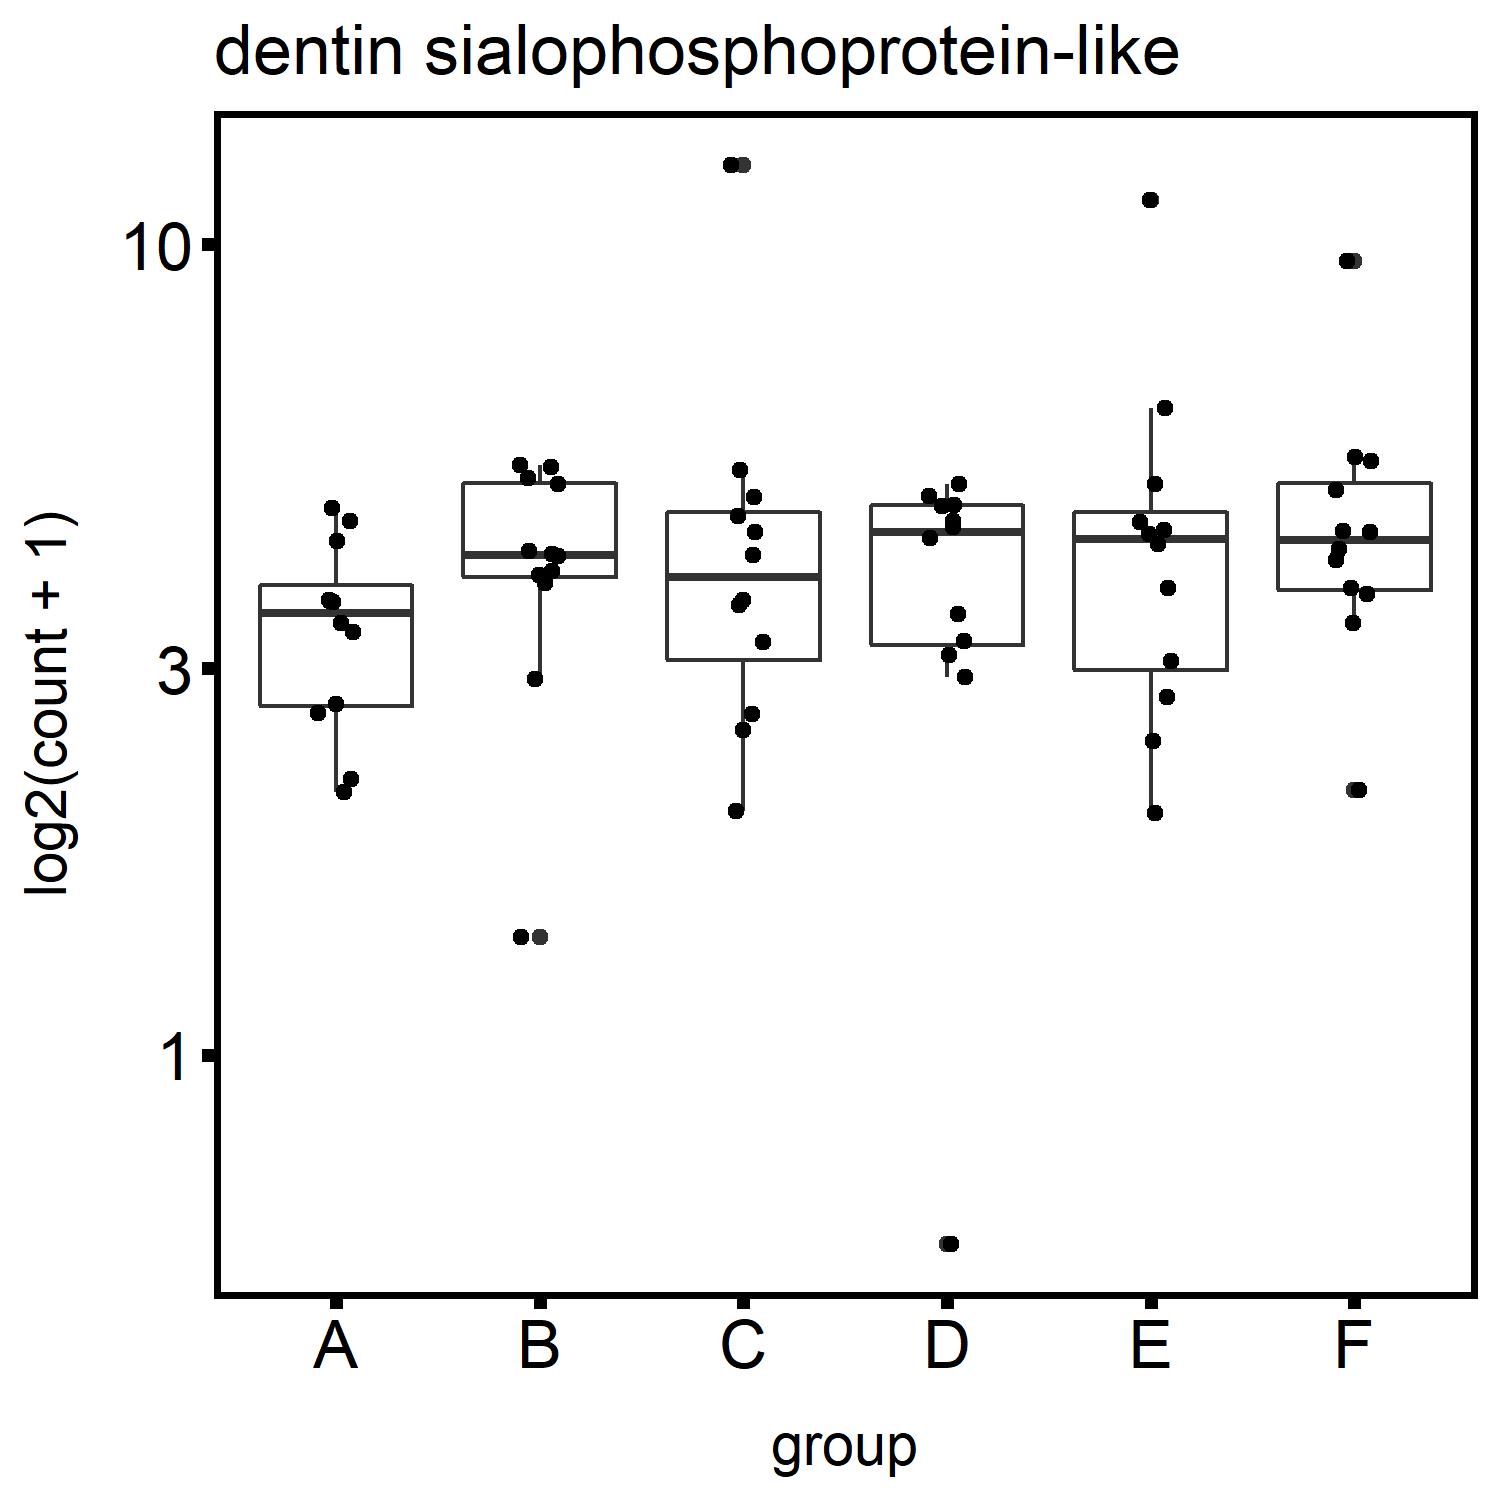 dentin sialophosphoprotein-like
10
3
1
log2(count + 1)
A B C D E F
group